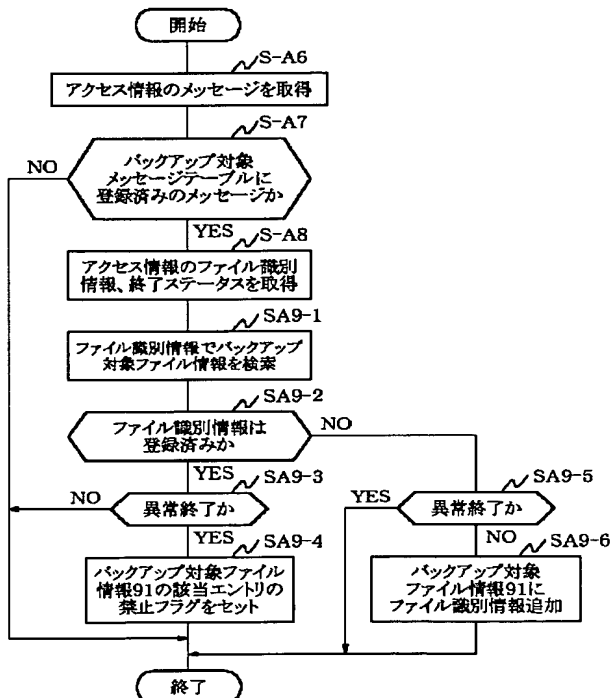 開始
S-A6
アクセス情報のメッセージを取得
S-A7
バックアップ対象
メッセージテーブルに
登録済みのメッセージか
NO
YES
S-A8
アクセス情報のファイル識別
情報、終了ステータスを取得
SA9-1
ファイル識別情報でバックアップ
対象ファイル情報を検索
SA9-2
ファイル識別情報は
登録済みか
NO
YES
SA9-3
異常終了か
NO
YES
SA9-4
バックアップ対象ファイル
情報91の該当エントリの
禁止フラグをセット
SA9-5
異常終了か
YES
NO
SA9-6
バックアップ対象
ファイル情報91に
ファイル識別情報追加
終了